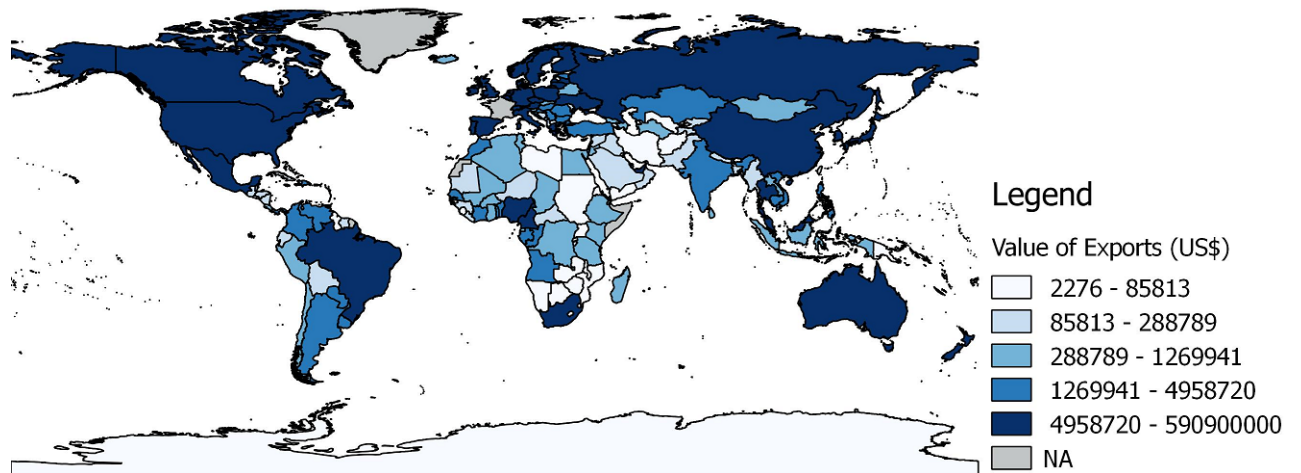 Legend
Value of Exports (US$)
2276 - 85813
85813 - 288789
288789 - 1269941
1269941 - 4958720
4958720 - 590900000
NA